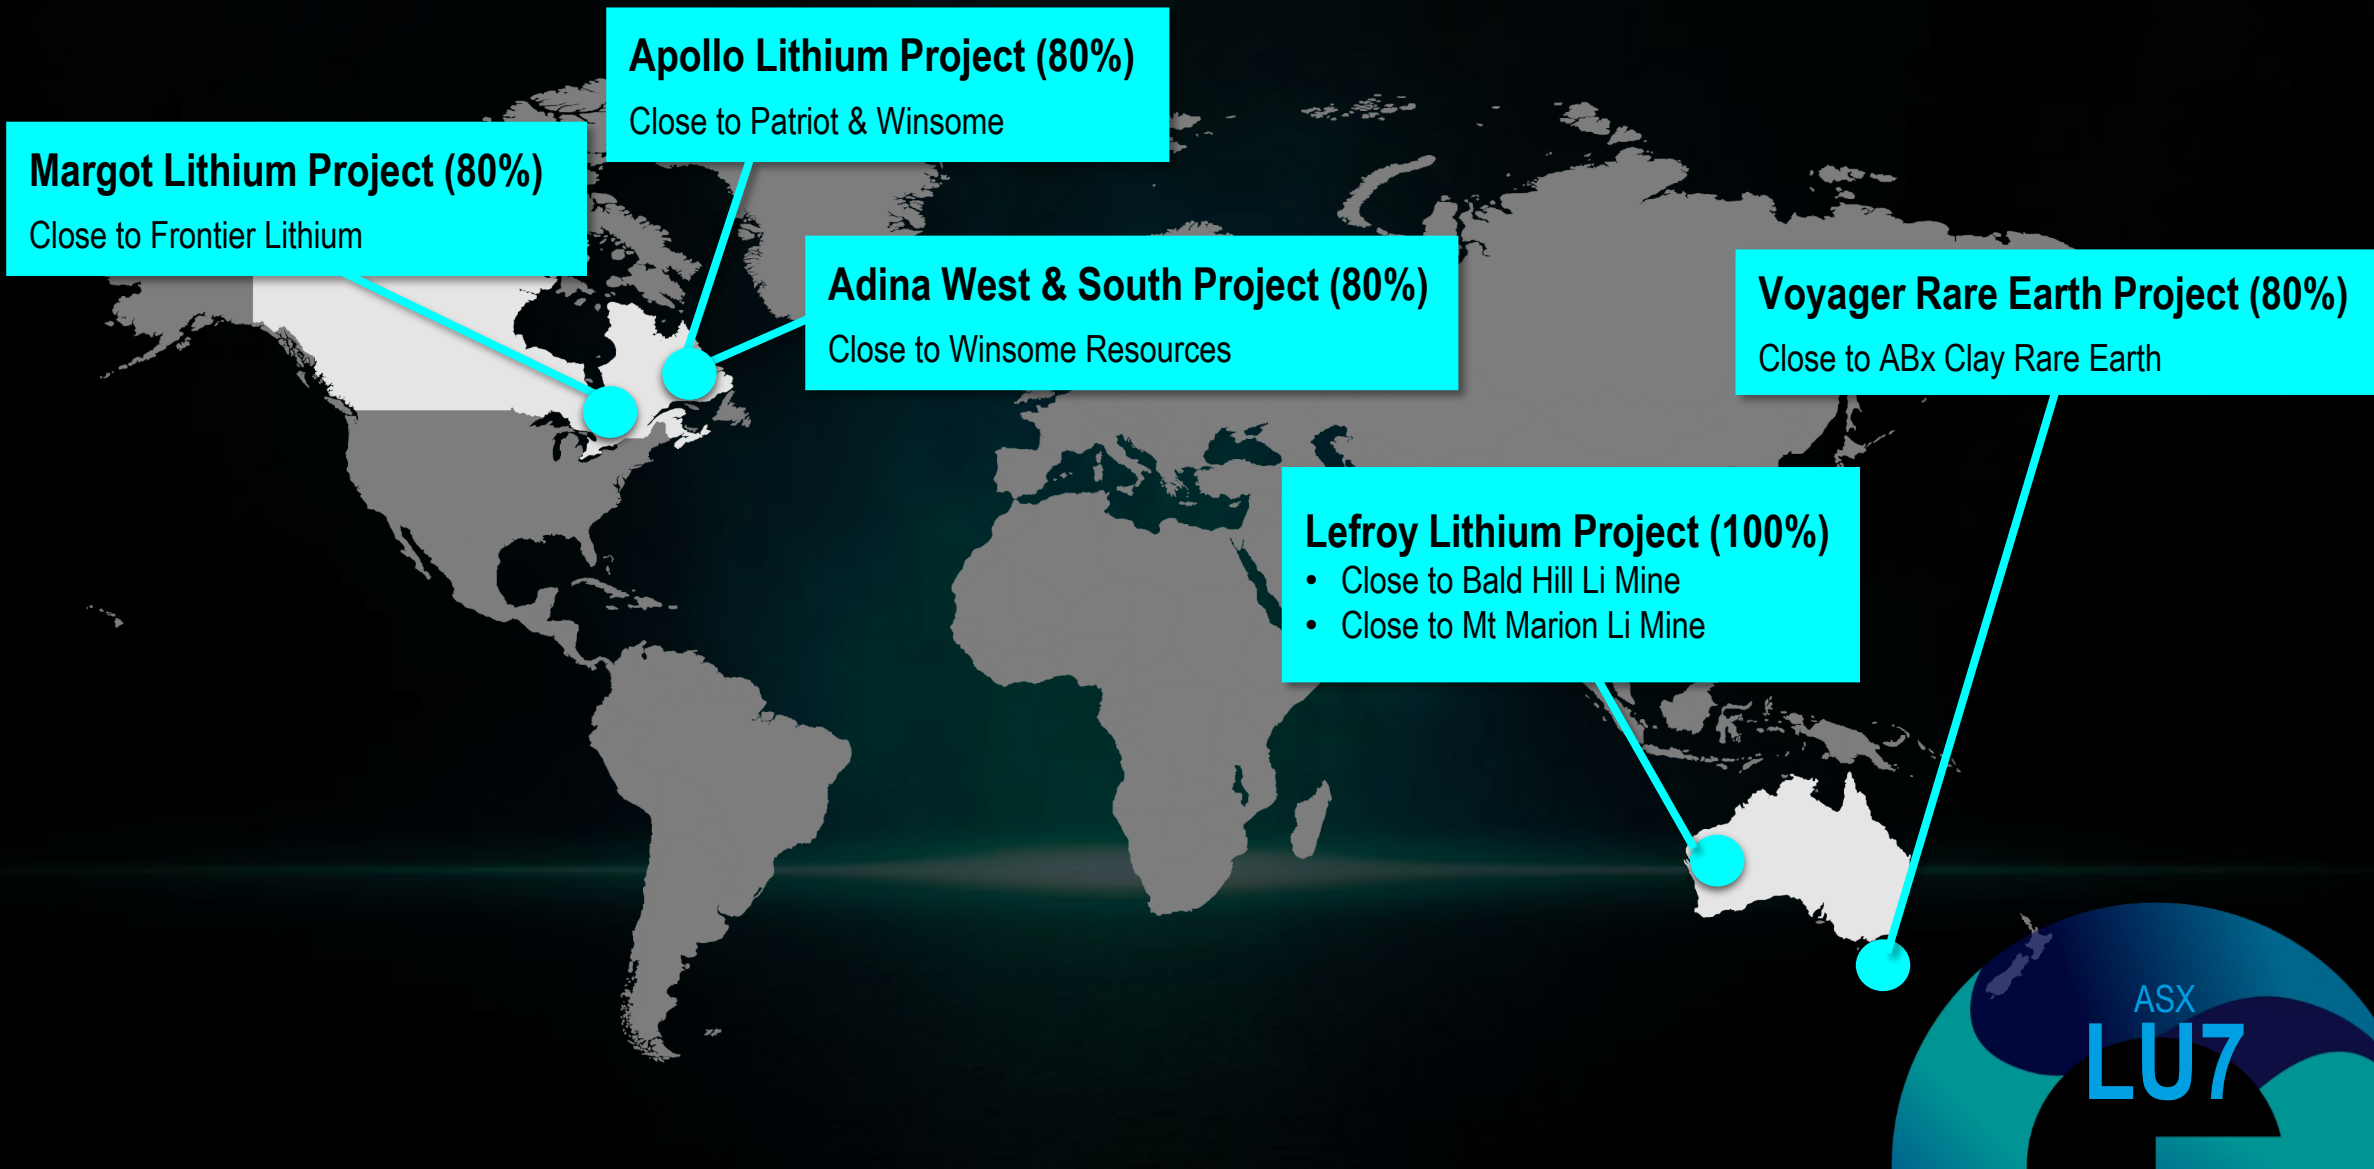 Apollo Lithium Project (80%)
Close to Patriot & Winsome
Margot Lithium Project (80%)
Close to Frontier Lithium
Adina West & South Project (80%)
Close to Winsome Resources
Voyager Rare Earth Project (80%)
Close to ABx Clay Rare Earth
Lefroy Lithium Project (100%)
• Close to Bald Hill Li Mine
• Close to Mt Marion Li Mine
ASX
LU7